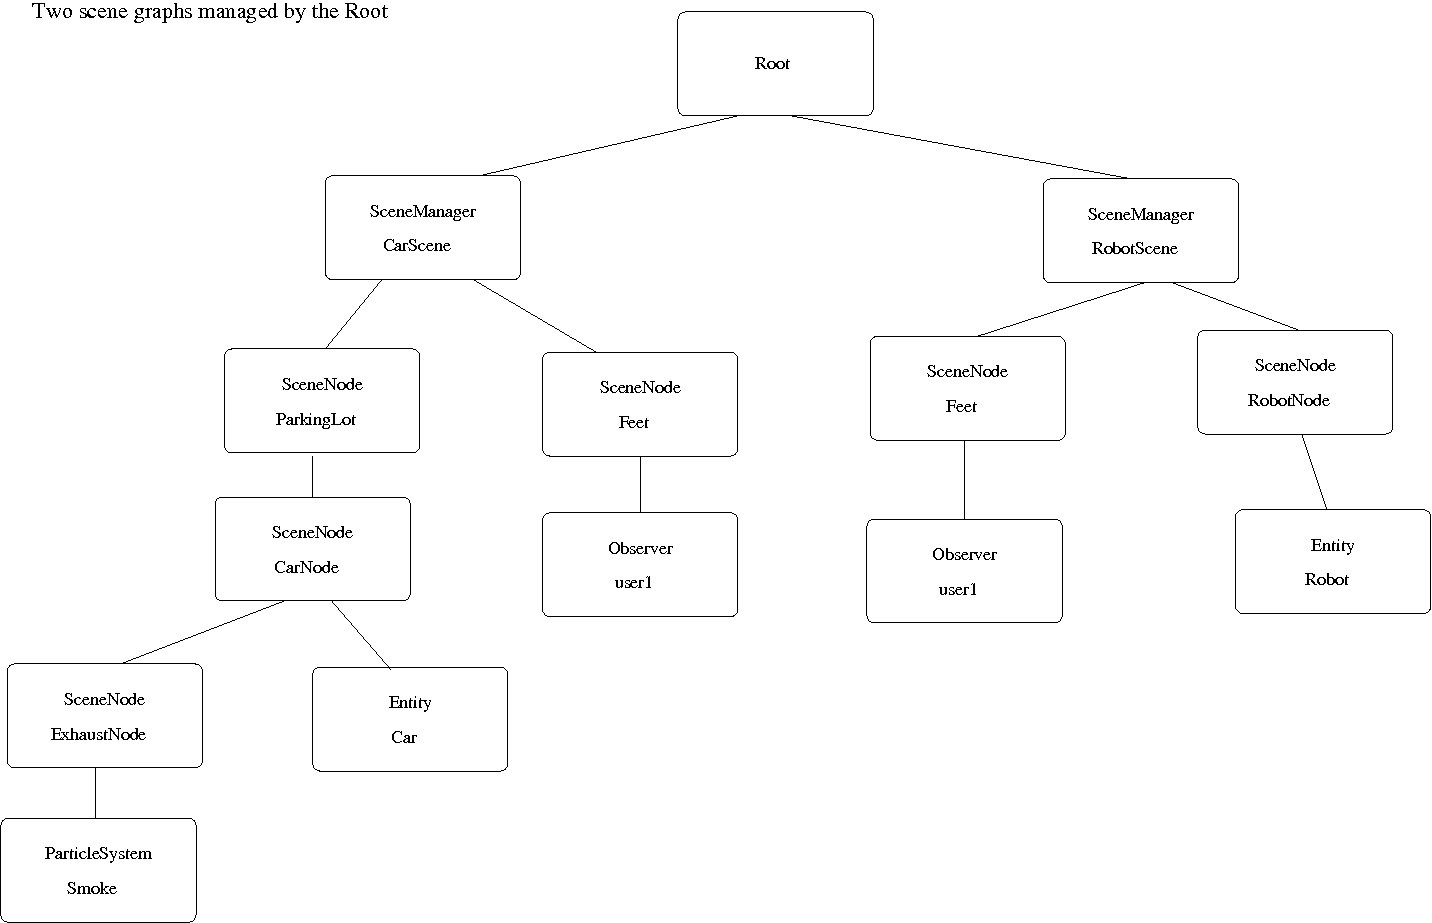 Two scene graphs managed by the Root
Root
SceneManager
CarScene
SceneManager
RobotScene
SceneNode
ParkingLot
SceneNode
Feet
SceneNode
Feet
SceneNode
RobotNode
SceneNode
CarNode
Observer
user1
Observer
user1
Entity
Robot
SceneNode
ExhaustNode
Entity
Car
ParticleSystem
Smoke